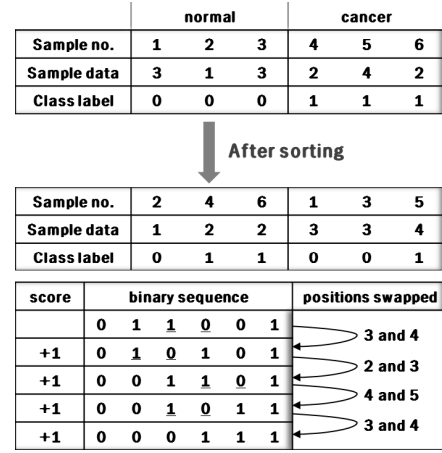 normal cancer
Sample no. 1 2 3 4 5 6
Sample data 3 1 3 2 4 2
Class label 0 0 0 1 1 1
After sorting
Sample no. 2 4 6 1 3 5
Sample data 1 2 2 3 3 4
Class label 0 1 1 0 0 1
score binary sequence positions swapped
0 1 1 0 0 1
3 and 4
+1 0 1 0 1 0 1
2 and 3
+1 0 0 1 1 0 1
4 and 5
+1 0 0 1 0 1 1
3 and 4
+1 0 0 0 1 1 1